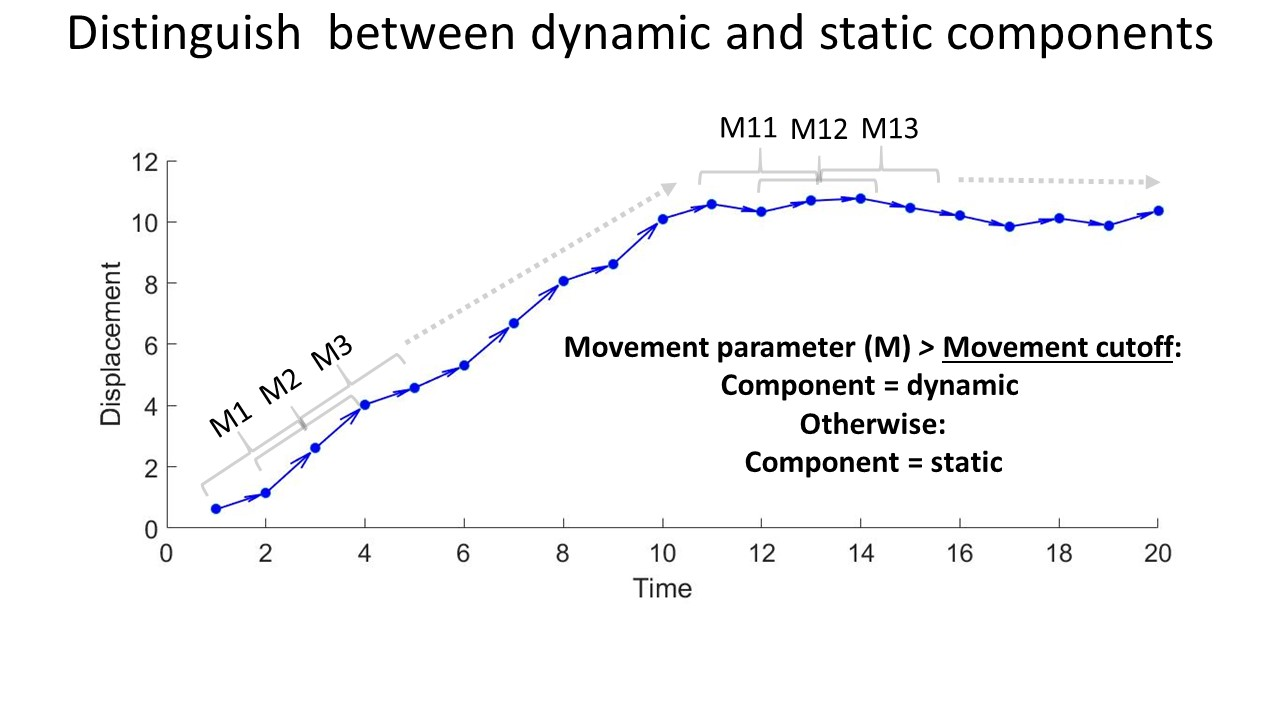 Distinguish  between dynamic and static components
M11 M12 M13
12
10
8
6
4
2
0
Displacement
M1 M2 M3
Movement parameter (M) > Movement cutoff:
Component = dynamic
Otherwise:
Component = static
0 2 4 6 8 10 12 14 16 18 20
Time